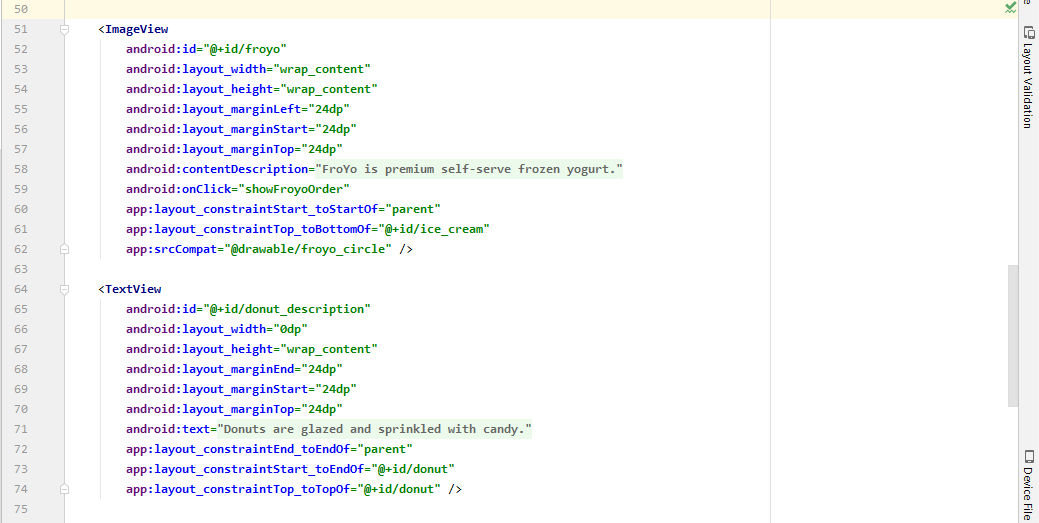 50
51 <ImageView
52 android:id="@+id/froyo"
53 android:layout_width="wrap_content"
54 android:layout_height="wrap_content"
55 android:layout_marginLeft="24dp"
56 android:layout_marginStart="24dp"
57 android:layout_marginTop="24dp"
58 android:contentDescription="FroYo is premium self-serve frozen yogurt."
59 android:onClick="showFroyoOrder"
60 app:layout_constraintStart_toStartOf="parent"
61 app:layout_constraintTop_toBottomOf="@+id/ice_cream"
62 app:srcCompat="@drawable/froyo_circle" />
63
64 <TextView
65 android:id="@+id/donut_description"
66 android:layout_width="0dp"
67 android:layout_height="wrap_content"
68 android:layout_marginEnd="24dp"
69 android:layout_marginStart="24dp"
70 android:layout_marginTop="24dp"
71 android:text="Donuts are glazed and sprinkled with candy."
72 app:layout_constraintEnd_toEndOf="parent"
73 app:layout_constraintStart_toEndOf="@+id/donut"
74 app:layout_constraintTop_toTopOf="@+id/donut" />
75
Layout Validation
Device File